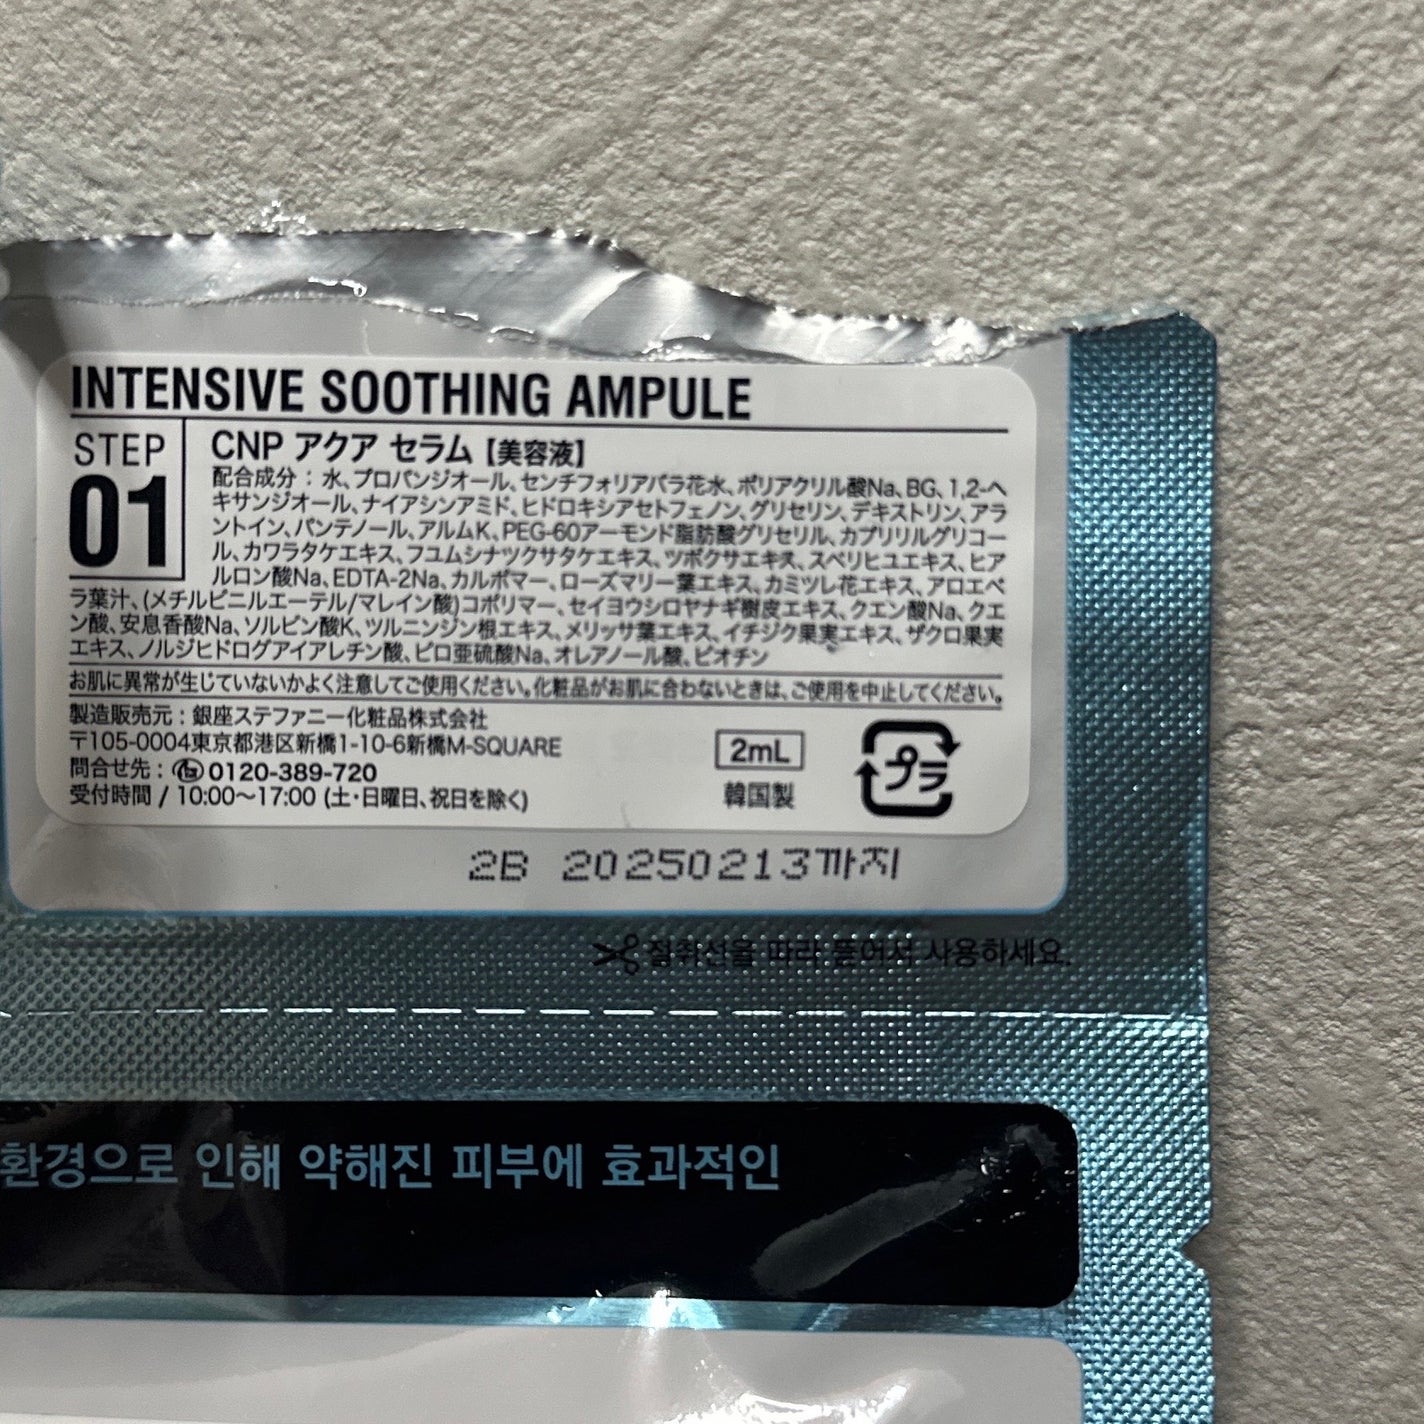 INTENSIVE SOOTHING AMPULE
STEP
01
CNP アクア セラム【美容液】
配合成分：水、プロパンジオール、センチフォリアバラ花水、ポリアクリル酸Na、BG、1,2-ヘ
キサンジオール、ナイアシンアミド、ヒドロキシアセトフェノン、グリセリン、デキストリン、アラ
ントイン、パンテノール、アルムK、PEG-60アーモンド脂肪酸グリセリル、カプリリルグリコー
ル、カワラタケエキス、フユムシナツクサタケエキス、ツボクサエキス、スベリヒユエキス、ヒア
ルロン酸Na、EDTA-2Na、カルボマー、ローズマリー葉エキス、カミツレ花エキス、アロエベ
ラ葉汁、(メチルビニルエーテル/マレイン酸)コポリマー、セイヨウシロヤナギ樹皮エキス、クエン酸Na、クエ
ン酸、安息香酸Na、ソルビン酸K、ツルニンジン根エキス、メリッサ葉エキス、イチジク果実エキス、ザクロ果実
エキス、ノルジヒドログアイアレチン酸、ピロ亜硫酸Na、オレアノール酸、ビオチン
お肌に異常が生じていないかよく注意してご使用ください。化粧品がお肌に合わないときは、ご使用を中止してください。
製造販売元：銀座ステファニー化粧品株式会社
〒105-0004東京都港区新橋1-10-6新橋M-SQUARE
問合せ先：0120-389-720
受付時間 / 10:00～17:00 (土・日曜日、祝日を除く)
2mL
韓国製
プラ
2B 20250213까지
절취선을 따라 뜯어서 사용하세요.
환경으로 인해 약해진 피부에 효과적인